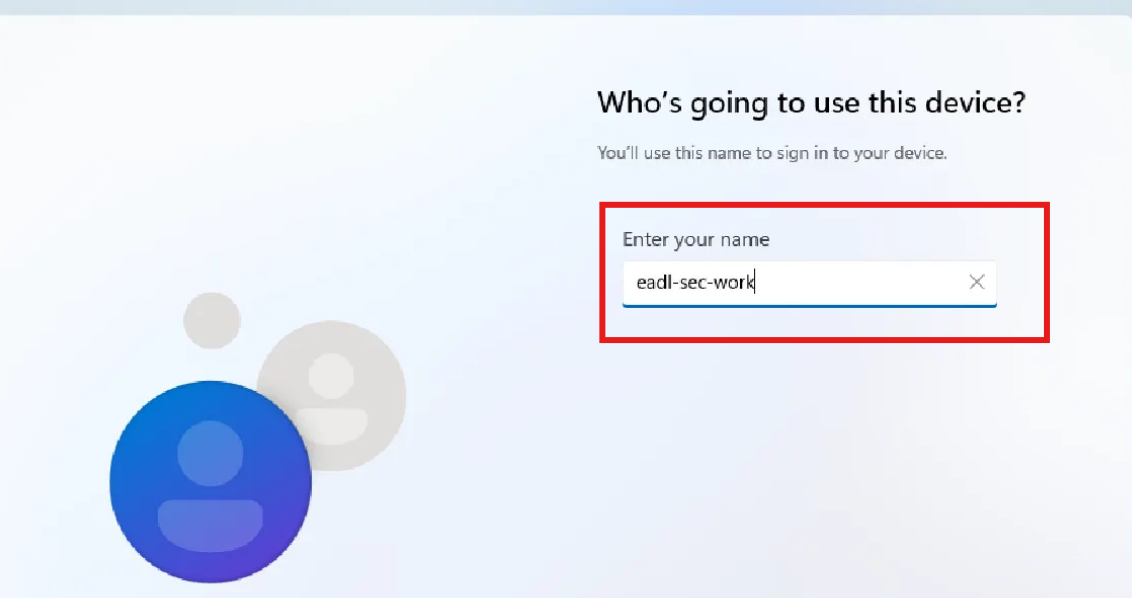 Who's going to use this device?
You'll use this name to sign in to your device.
Enter your name
eadl-sec-work